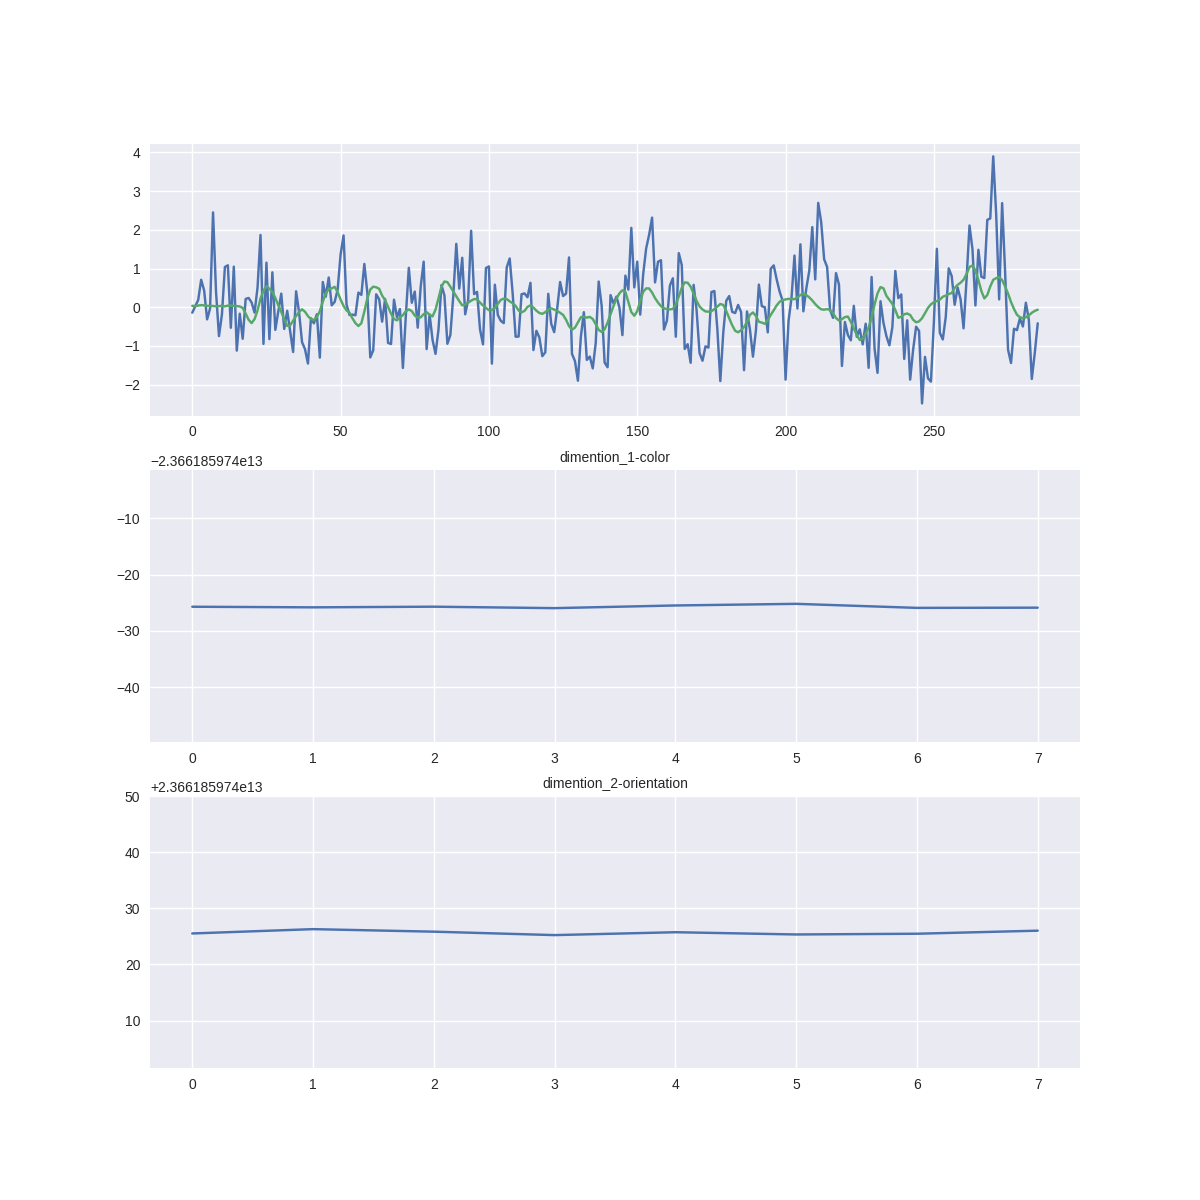 4
3
2
1
0
−1
−2
0 50 100 150 200 250
dimention_1-color
−2.366185974e13
−10
−20
−30
−40
0 1 2 3 4 5 6 7
dimention_2-orientation
+2.366185974e13
50
40
30
20
10
0 1 2 3 4 5 6 7